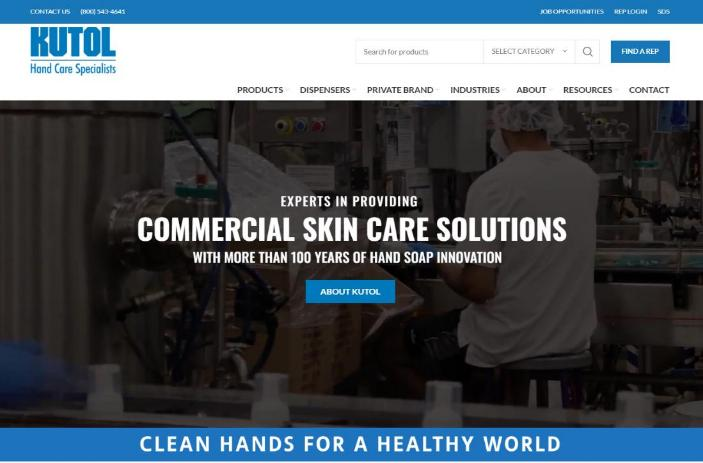 CONTACT US (800) 543-4641 JOB OPPORTUNITIES REP LOGIN SDS
KUTOL
Hand Care Specialists
Search for products SELECT CATEGORY FIND A REP
PRODUCTS DISPENSERS PRIVATE BRAND INDUSTRIES ABOUT RESOURCES CONTACT
EXPERTS IN PROVIDING
COMMERCIAL SKIN CARE SOLUTIONS
WITH MORE THAN 100 YEARS OF HAND SOAP INNOVATION
ABOUT KUTOL
CLEAN HANDS FOR A HEALTHY WORLD